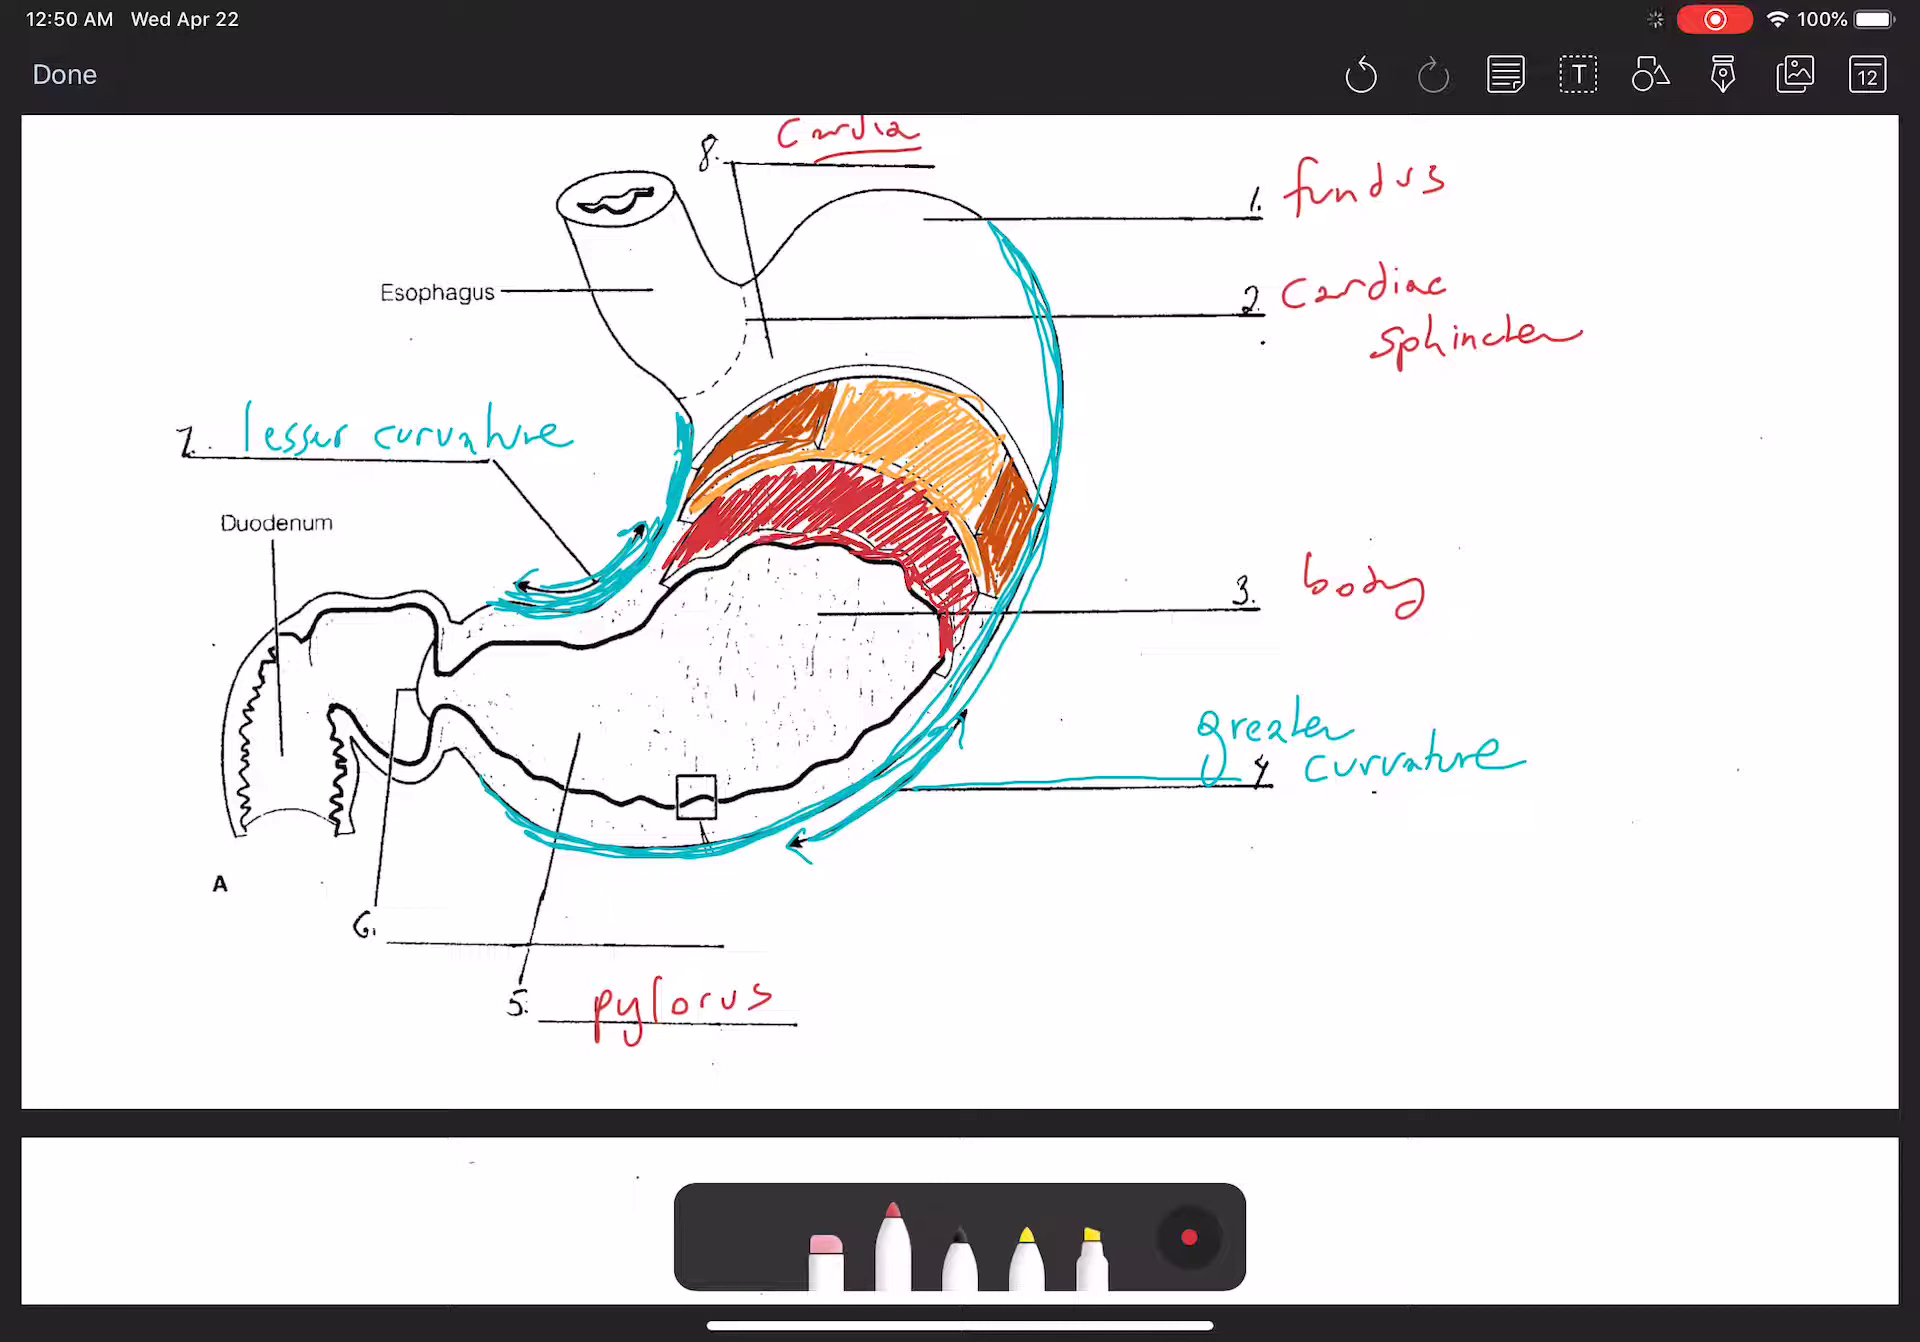 12:50 AM Wed Apr 22
100%
Done
T
12
8. Cardia
1. fundus
Esophagus
2. Cardiac
sphincter
7. lesser curvature
Duodenum
3. body
greater
4 curvature
A
6.
5. pylorus